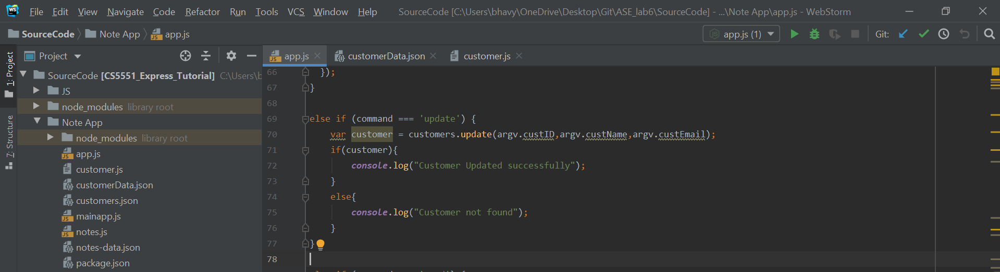 WS File Edit View Navigate Code Refactor Run Tools VCS Window Help SourceCode [C:\Users\bhavy\OneDrive\Desktop\Git\ASE_lab6\SourceCode] - ...\Note App\app.js - WebStorm
SourceCode Note App app.js app.js (1) Git:
1: Project
7: Structure
Project
SourceCode [CS5551_Express_Tutorial] C:\Users\b
JS
node_modules library root
Note App
node_modules library root
app.js
customer.js
customerData.json
customers.json
mainapp.js
notes.js
notes-data.json
package.json
app.js customerData.json customer.js
66 });
67 }
68
69 else if (command === 'update') {
70 var customer = customers.update(argv.custID,argv.custName,argv.custEmail);
71 if(customer){
72 console.log("Customer Updated successfully");
73 }
74 else{
75 console.log("Customer not found");
76 }
77 }
78